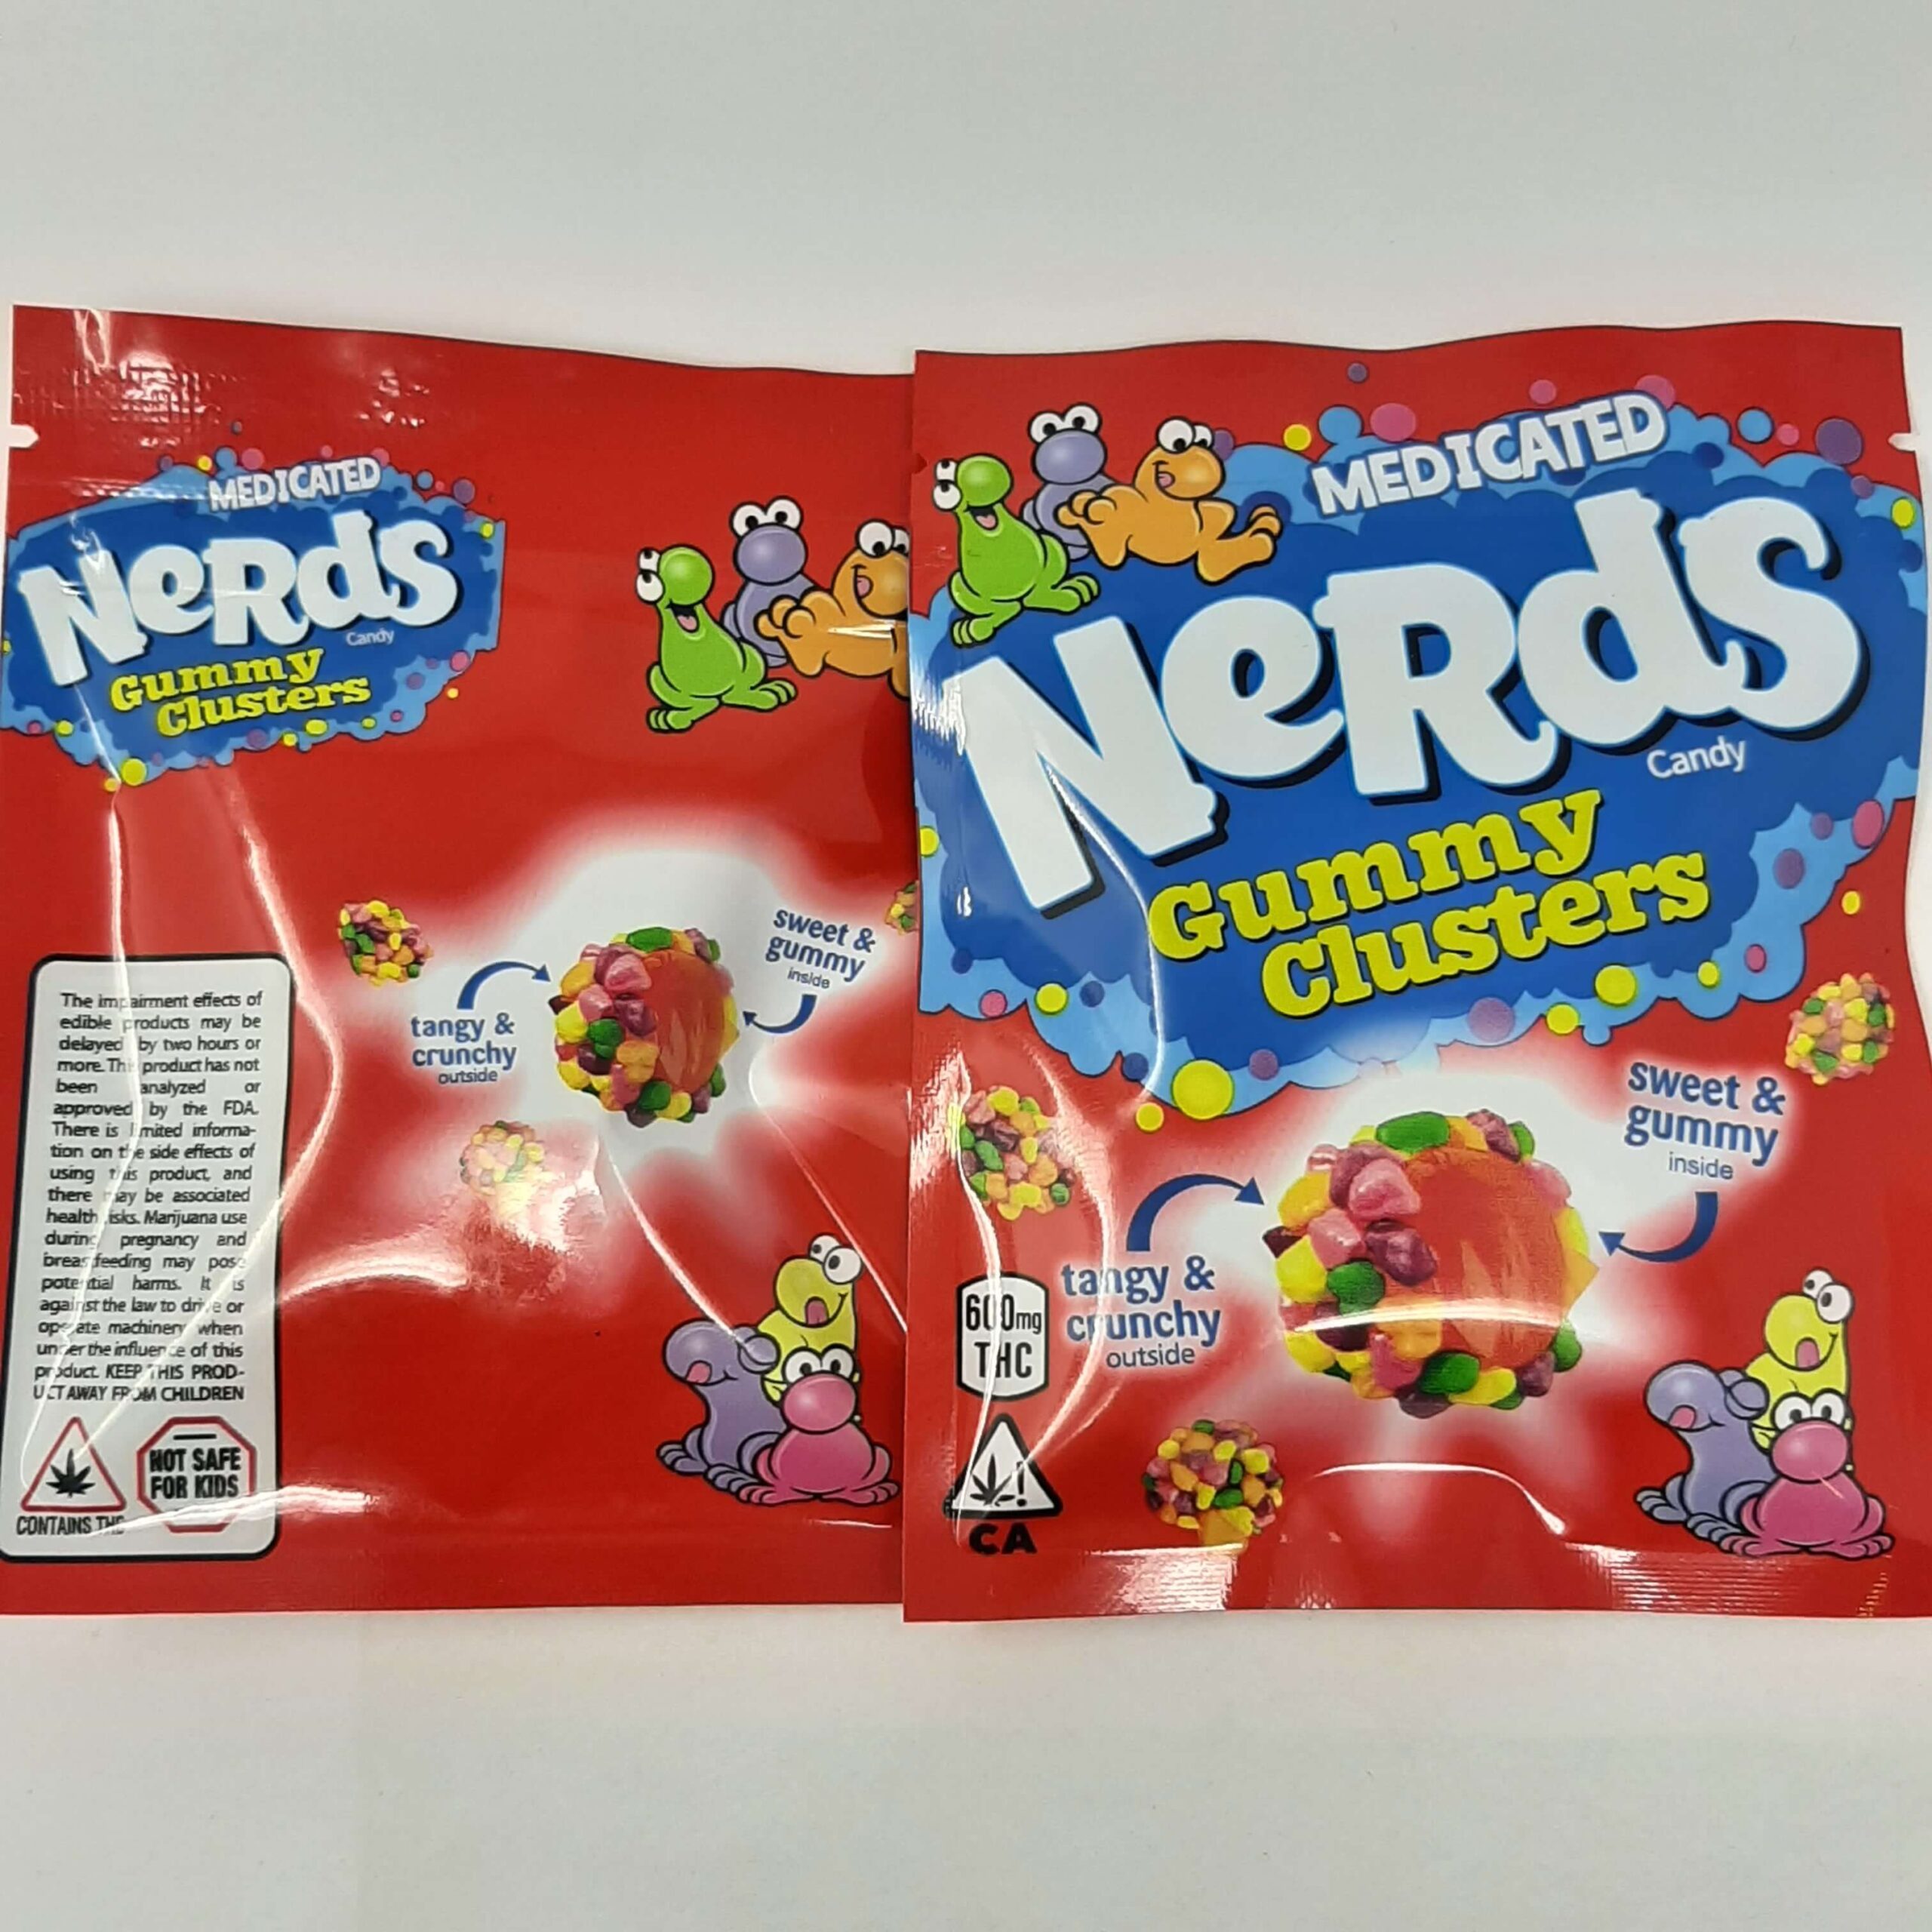 MEDICATED
NeRdS
Candy
Gummy
Clusters
tangy &
crunchy
outside
sweet &
gummy
inside
The impairment effects of
edible products may be
delayed by two hours or
more. This product has not
been analyzed or
approved by the FDA.
There is limited informa-
tion on the side effects of
using this product, and
there may be associated
health risks. Marijuana use
during pregnancy and
breastfeeding may pose
potential harms. It is
against the law to drive or
operate machinery when
under the influence of this
product. KEEP THIS PROD-
UCT AWAY FROM CHILDREN
CONTAINS THC
NOT SAFE
FOR KIDS
MEDICATED
NeRdS
Candy
Gummy
Clusters
sweet &
gummy
inside
tangy &
crunchy
outside
600mg
THC
!
CA